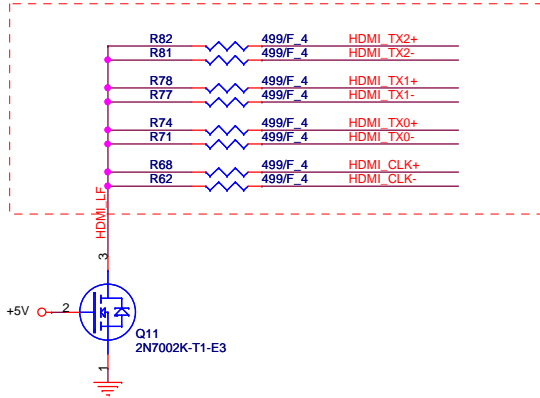 R82 499/F_4 HDMI_TX2+
R81 499/F_4 HDMI_TX2-
R78 499/F_4 HDMI_TX1+
R77 499/F_4 HDMI_TX1-
R74 499/F_4 HDMI_TX0+
R71 499/F_4 HDMI_TX0-
R68 499/F_4 HDMI_CLK+
R62 499/F_4 HDMI_CLK-
HDMI_LF
3
+5V 2
Q11
2N7002K-T1-E3
1